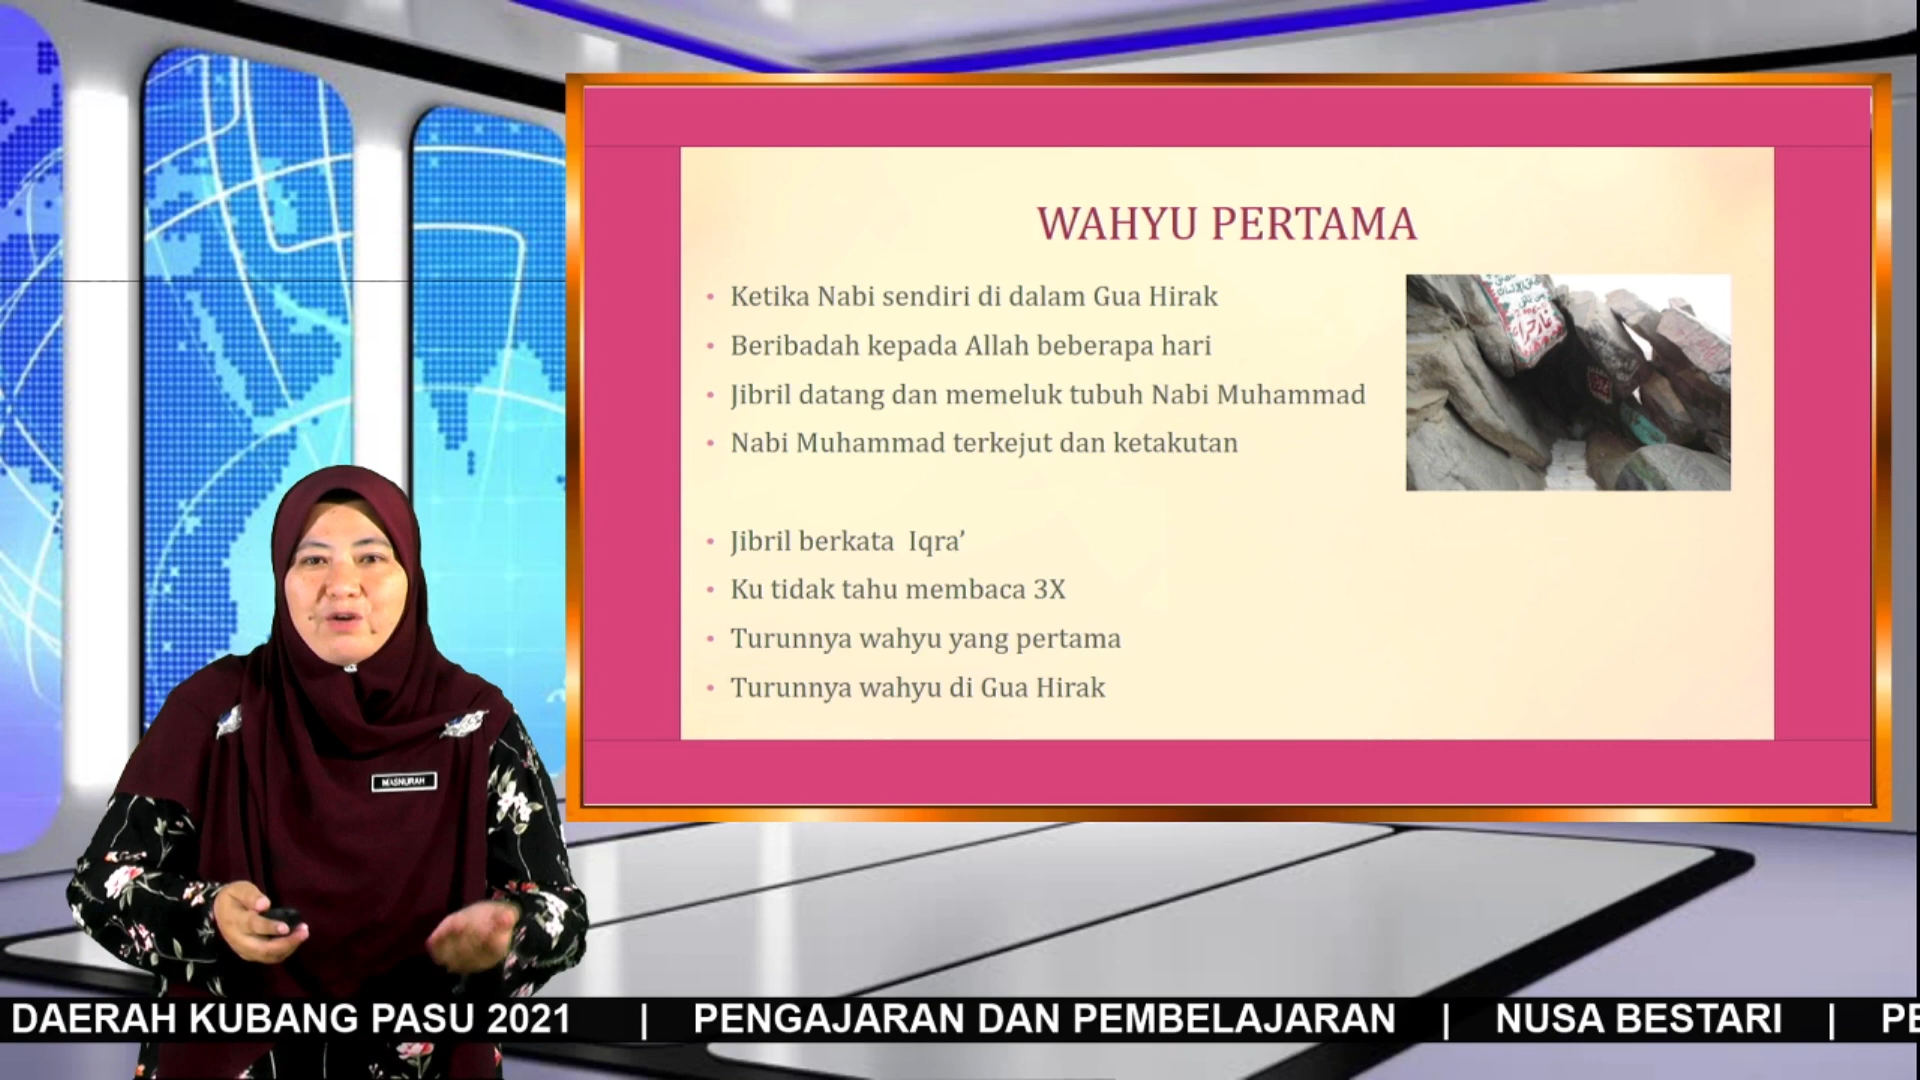 WAHYU PERTAMA
• Ketika Nabi sendiri di dalam Gua Hirak
• Beribadah kepada Allah beberapa hari
• Jibril datang dan memeluk tubuh Nabi Muhammad
• Nabi Muhammad terkejut dan ketakutan
• Jibril berkata  Iqra’
• Ku tidak tahu membaca 3X
• Turunnya wahyu yang pertama
• Turunnya wahyu di Gua Hirak
MASNURAH
DAERAH KUBANG PASU 2021 | PENGAJARAN DAN PEMBELAJARAN | NUSA BESTARI |